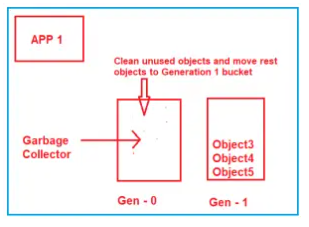 APP 1
Clean unused objects and move rest
objects to Generation 1 bucket
Garbage
Collector
Object3
Object4
Object5
Gen - 0
Gen - 1